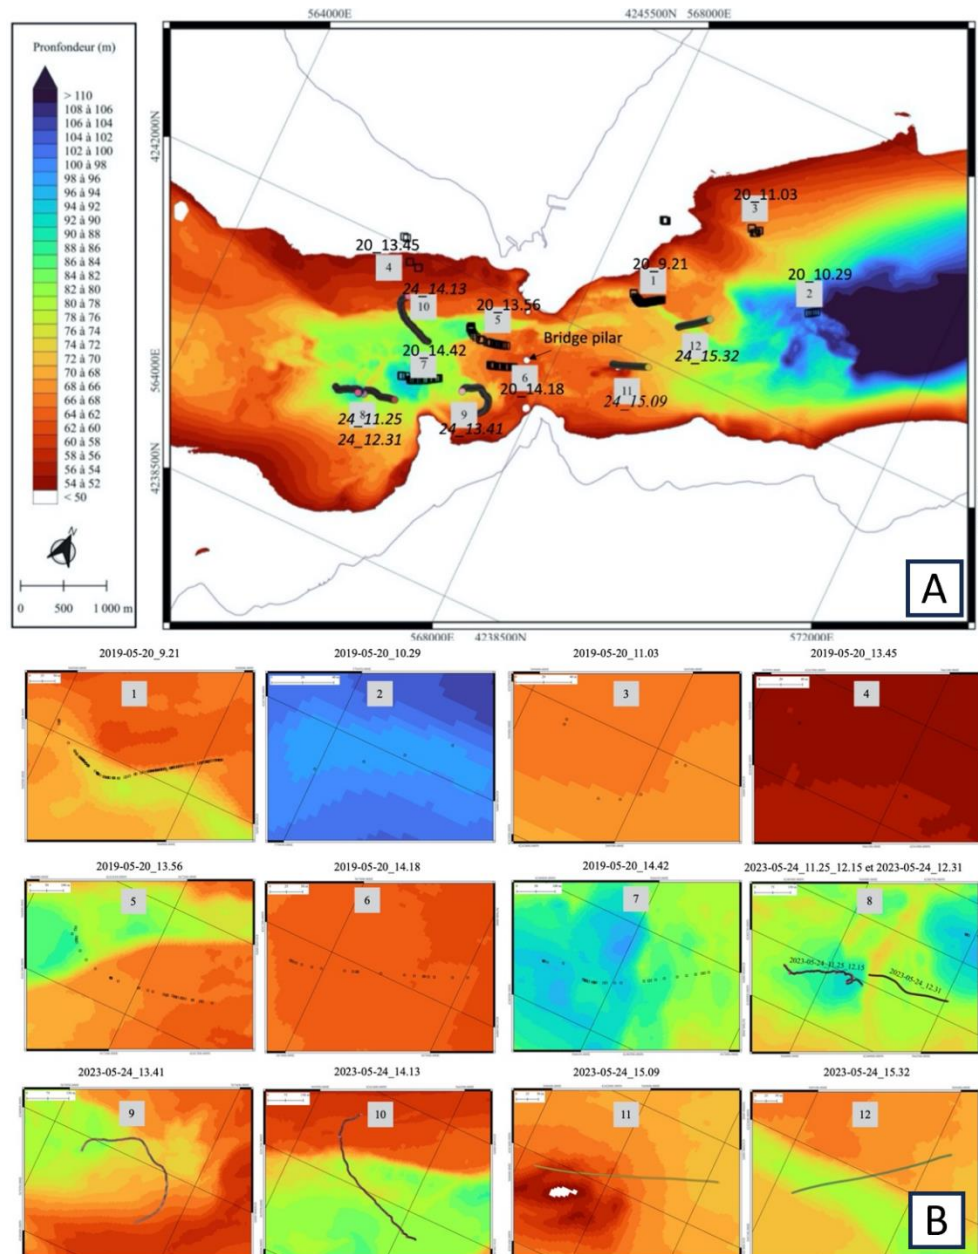 564000E
4245500N
568000E
Pronfondeur (m)
> 110
108 à 106
106 à 104
104 à 102
102 à 100
100 à 98
98 à 96
96 à 94
94 à 92
92 à 90
90 à 88
88 à 86
86 à 84
84 à 82
82 à 80
80 à 78
78 à 76
76 à 74
74 à 72
72 à 70
70 à 68
68 à 66
66 à 64
64 à 62
62 à 60
60 à 58
58 à 56
56 à 54
54 à 52
< 50
N
0 500 1 000 m
4242000N
564000E
4238500N
20_11.03
3
20_13.45
4
20_9.21
1
20_10.29
2
24_14.13
10
20_13.56
5
Bridge pilar
12
24_15.32
20_14.42
7
6
20_14.18
11
24_15.09
8
24_11.25
24_12.31
9
24_13.41
A
568000E
4238500N
572000E
2019-05-20_9.21
2019-05-20_10.29
2019-05-20_11.03
2019-05-20_13.45
1
2
3
4
2019-05-20_13.56
2019-05-20_14.18
2019-05-20_14.42
2023-05-24_11.25_12.15 et 2023-05-24_12.31
5
6
7
8
2023-05-24_11.25_12.15
2023-05-24_12.31
2023-05-24_13.41
2023-05-24_14.13
2023-05-24_15.09
2023-05-24_15.32
9
10
11
12
B